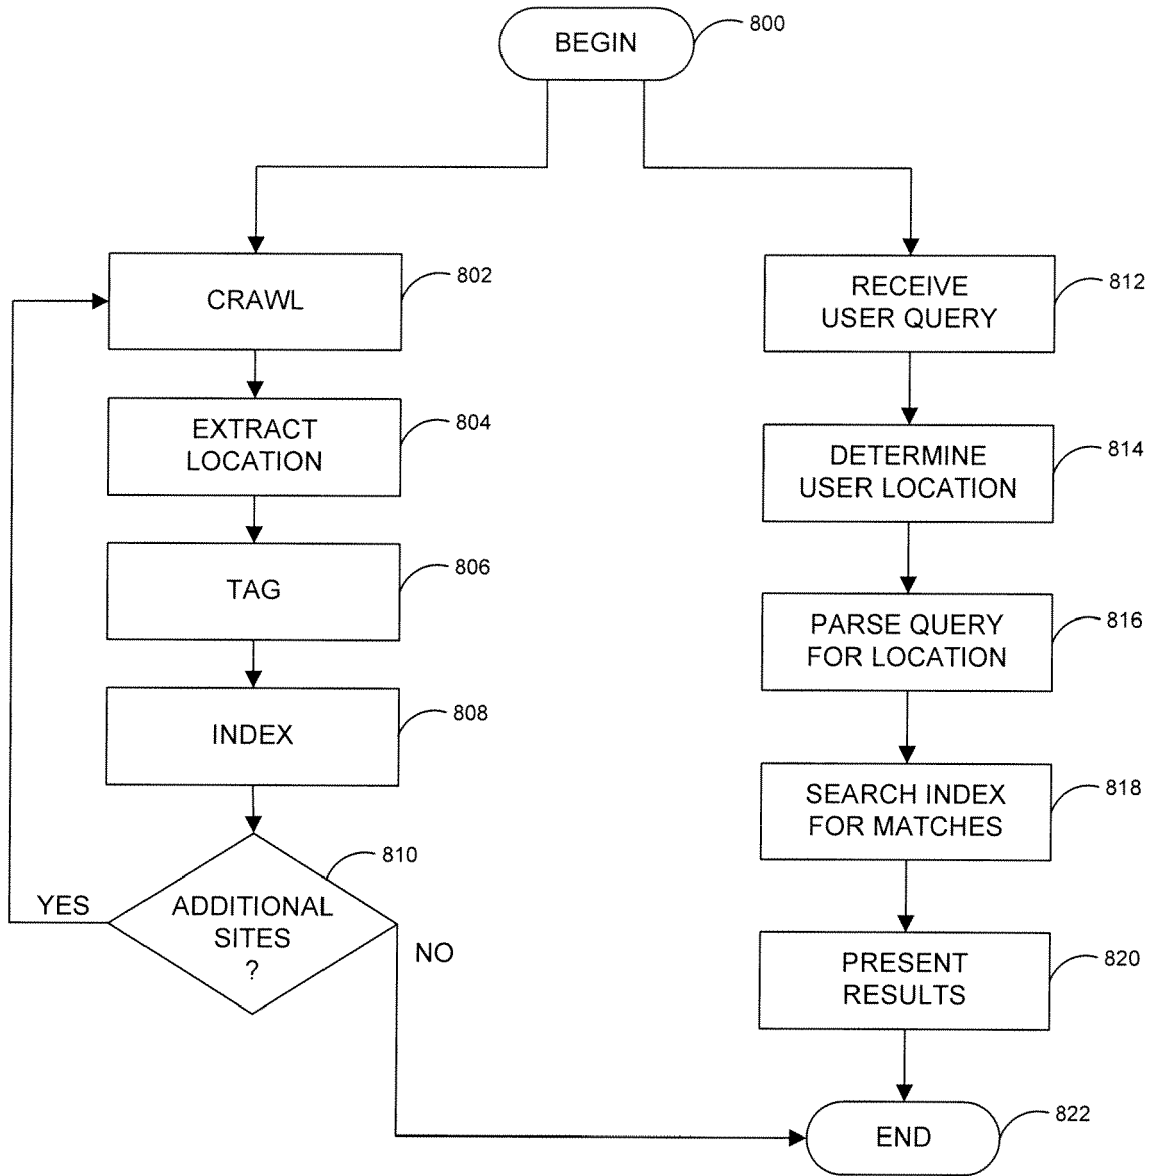 BEGIN
800
CRAWL
802
EXTRACT
LOCATION
804
TAG
806
INDEX
808
ADDITIONAL
SITES
?
810
YES
NO
RECEIVE
USER QUERY
812
DETERMINE
USER LOCATION
814
PARSE QUERY
FOR LOCATION
816
SEARCH INDEX
FOR MATCHES
818
PRESENT
RESULTS
820
END
822